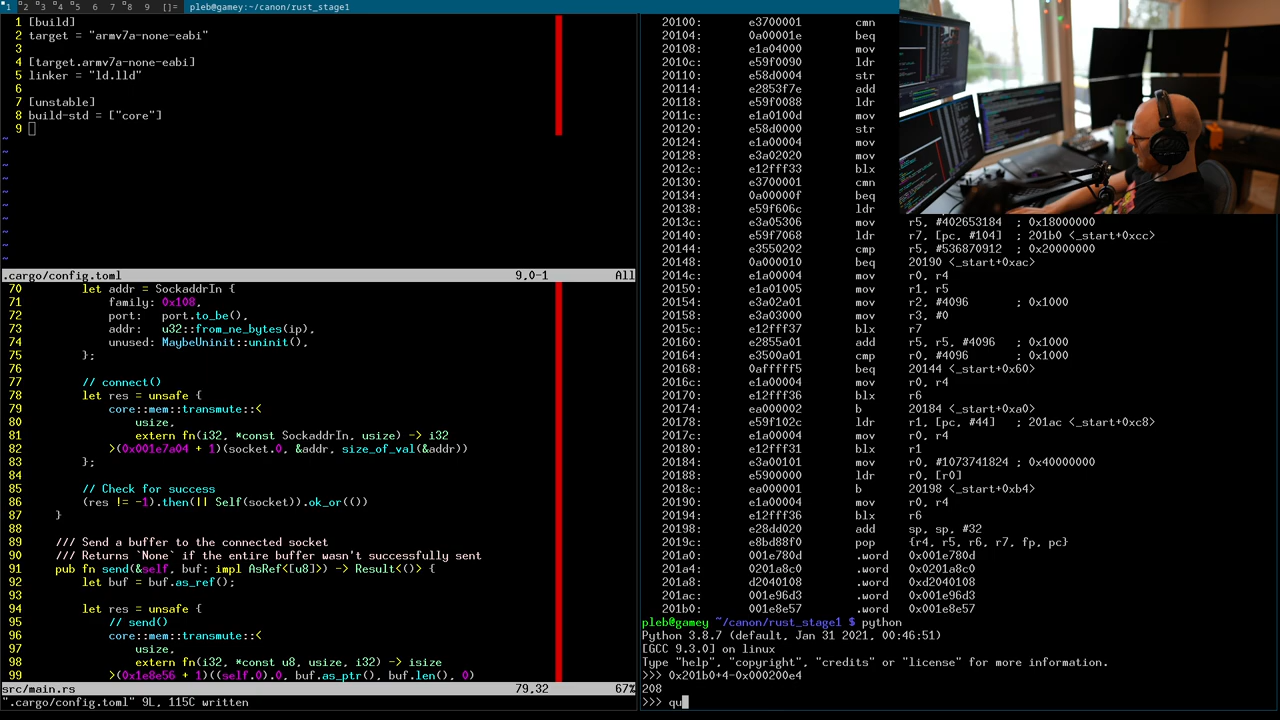 1 2 3 4 5 6 7 8 9 []= pleb@gamey:~/canon/rust_stage1
1 [build]
2 target = "armv7a-none-eabi"
3
4 [target.armv7a-none-eabi]
5 linker = "ld.lld"
6
7 [unstable]
8 build-std = ["core"]
9
~
~
~
~
~
~
~
~
~
~
.cargo/config.toml 9,0-1 All
70 let addr = SockaddrIn {
71 family: 0x108,
72 port: port.to_be(),
73 addr: u32::from_ne_bytes(ip),
74 unused: MaybeUninit::uninit(),
75 };
76
77 // connect()
78 let res = unsafe {
79 core::mem::transmute::<
80 usize,
81 extern fn(i32, *const SockaddrIn, usize) -> i32
82 >(0x001e7a04 + 1)(socket.0, &addr, size_of_val(&addr))
83 };
84
85 // Check for success
86 (res != -1).then(|| Self(socket)).ok_or(())
87 }
88
89 /// Send a buffer to the connected socket
90 /// Returns `None` if the entire buffer wasn't successfully sent
91 pub fn send(&self, buf: impl AsRef<[u8]>) -> Result<()> {
92 let buf = buf.as_ref();
93
94 let res = unsafe {
95 // send()
96 core::mem::transmute::<
97 usize,
98 extern fn(i32, *const u8, usize, i32) -> isize
99 >(0x1e8e56 + 1)((self.0).0, buf.as_ptr(), buf.len(), 0)
src/main.rs 79,32 67%
".cargo/config.toml" 9L, 115C written
20100: e3700001 cmn
20104: 0a00001e beq
20108: e1a04000 mov
2010c: e59f0090 ldr
20110: e58d0004 str
20114: e2853f7e add
20118: e59f0088 ldr
2011c: e1a0100d mov
20120: e58d0000 str
20124: e1a00004 mov
20128: e3a02020 mov
2012c: e12fff33 blx
20130: e3700001 cmn
20134: 0a00000f beq
20138: e59f606c ldr
2013c: e3a05306 mov r5, #402653184 ; 0x18000000
20140: e59f7068 ldr r7, [pc, #104] ; 201b0 <_start+0xcc>
20144: e3550202 cmp r5, #536870912 ; 0x20000000
20148: 0a000010 beq 20190 <_start+0xac>
2014c: e1a00004 mov r0, r4
20150: e1a01005 mov r1, r5
20154: e3a02a01 mov r2, #4096 ; 0x1000
20158: e3a03000 mov r3, #0
2015c: e12fff37 blx r7
20160: e2855a01 add r5, r5, #4096 ; 0x1000
20164: e3500a01 cmp r0, #4096 ; 0x1000
20168: 0afffff5 beq 20144 <_start+0x60>
2016c: e1a00004 mov r0, r4
20170: e12fff36 blx r6
20174: ea000002 b 20184 <_start+0xa0>
20178: e59f102c ldr r1, [pc, #44] ; 201ac <_start+0xc8>
2017c: e1a00004 mov r0, r4
20180: e12fff31 blx r1
20184: e3a00101 mov r0, #1073741824 ; 0x40000000
20188: e5900000 ldr r0, [r0]
2018c: ea000001 b 20198 <_start+0xb4>
20190: e1a00004 mov r0, r4
20194: e12fff36 blx r6
20198: e28dd020 add sp, sp, #32
2019c: e8bd88f0 pop {r4, r5, r6, r7, fp, pc}
201a0: 001e780d .word 0x001e780d
201a4: 0201a8c0 .word 0x0201a8c0
201a8: d2040108 .word 0xd2040108
201ac: 001e96d3 .word 0x001e96d3
201b0: 001e8e57 .word 0x001e8e57
pleb@gamey ~/canon/rust_stage1 $ python
Python 3.8.7 (default, Jan 31 2021, 00:46:51)
[GCC 9.3.0] on linux
Type "help", "copyright", "credits" or "license" for more information.
>>> 0x201b0+4-0x000200e4
208
>>> qu